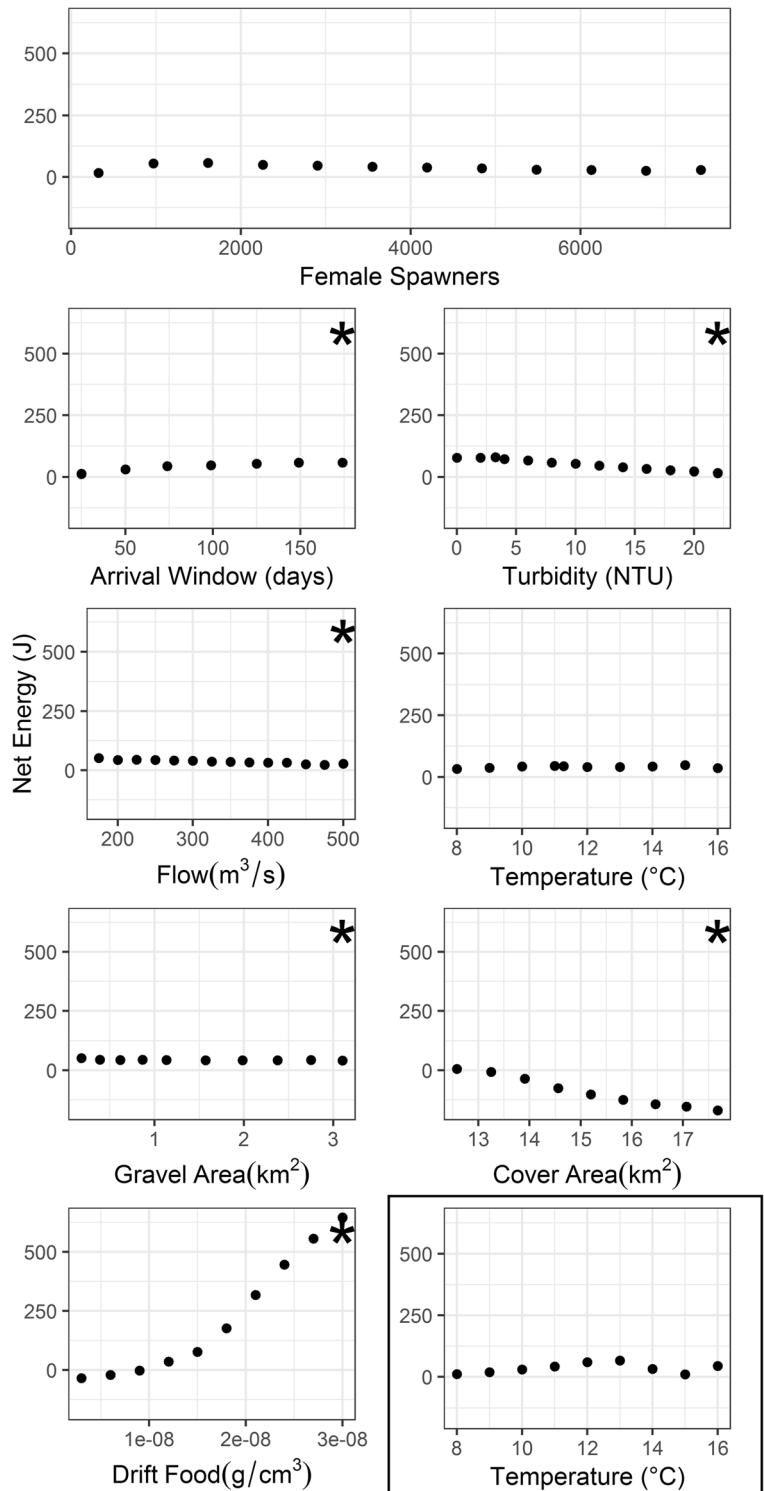 500
250
0
0 2000 4000 6000
Female Spawners
* *
500 500
250 250
0 0
50 100 150 0 5 10 15 20
Arrival Window (days) Turbidity (NTU)
Net Energy (J)
*
500 500
250 250
0 0
200 300 400 500 8 10 12 14 16
Flow(m³/s) Temperature (°C)
* *
500 500
250 250
0 0
1 2 3 13 14 15 16 17
Gravel Area(km²) Cover Area(km²)
*
500 500
250 250
0 0
1e-08 2e-08 3e-08 8 10 12 14 16
Drift Food(g/cm³) Temperature (°C)